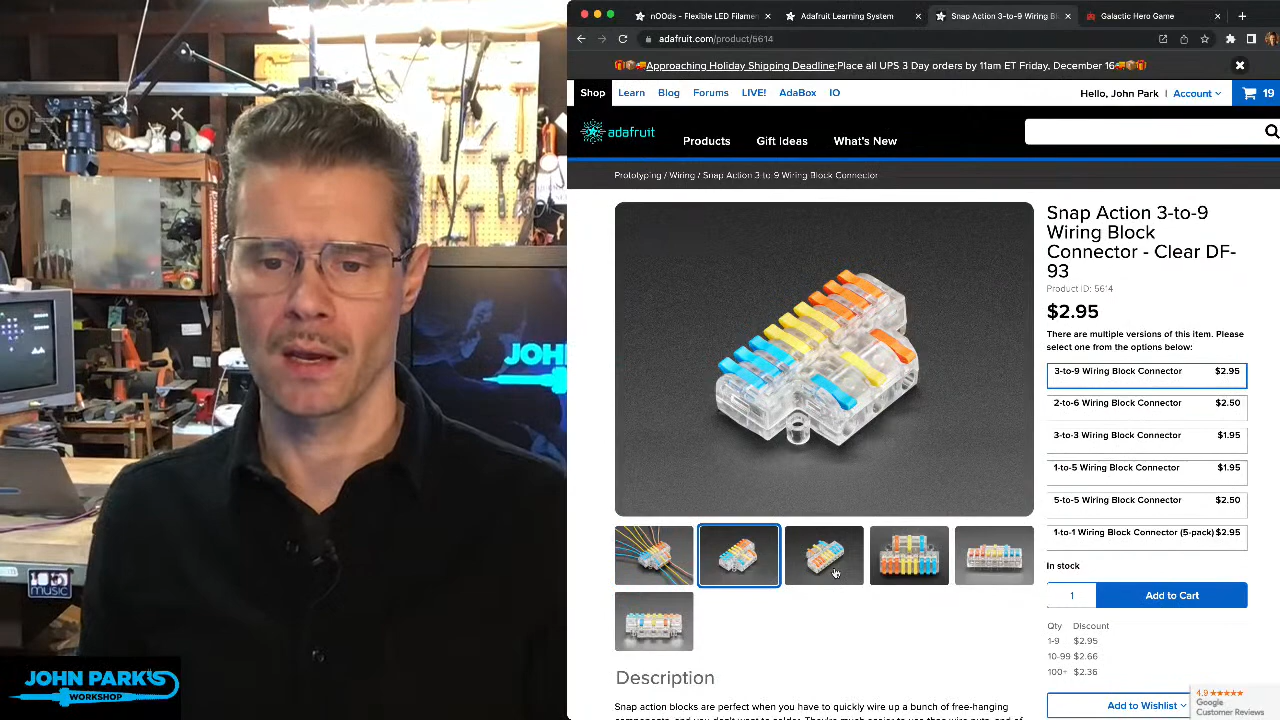 nOOds - Flexible LED Filame
Adafruit Learning System
Snap Action 3-to-9 Wiring Bl
Galactic Hero Scene
adafruit.com/product/5614
Approaching Holiday Shipping Deadline: Place all UPS 3 Day orders by 11am ET Friday, December 16
Shop
Learn
Blog
Forums
LIVE!
AdaBox
IO
Hello, John Park | Account
19
adafruit
Products
Gift Ideas
What's New
Prototyping / Wiring / Snap Action 3-to-9 Wiring Block Connector
Snap Action 3-to-9
Wiring Block
Connector - Clear DF-
93
Product ID: 5614
$2.95
There are multiple versions of this item. Please
select one from the options below:
3-to-9 Wiring Block Connector $2.95
2-to-6 Wiring Block Connector $2.50
3-to-3 Wiring Block Connector $1.95
1-to-5 Wiring Block Connector $1.95
5-to-5 Wiring Block Connector $2.50
1-to-1 Wiring Block Connector (5-pack) $2.95
In stock
1
Add to Cart
Qty Discount
1-9 $2.95
10-99 $2.66
100+ $2.36
Add to Wishlist
4.9 ★★★★★
Google
Customer Reviews
Description
Snap action blocks are perfect when you have to quickly wire up a bunch of re-changing
JOH
music
JOHN PARK'S
WORKSHOP